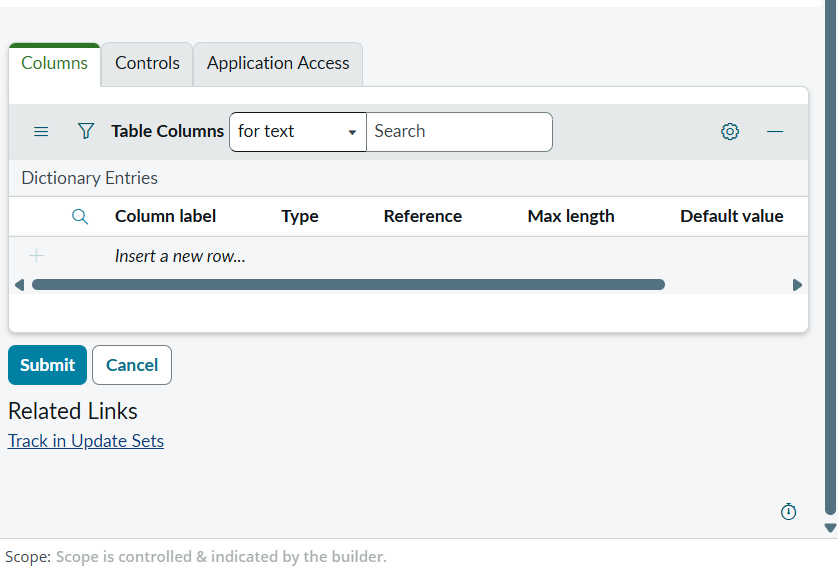 Columns Controls Application Access
Table Columns for text Search
Dictionary Entries
Column label Type Reference Max length Default value
Insert a new row...
Submit Cancel
Related Links
Track in Update Sets
Scope: Scope is controlled & indicated by the builder.